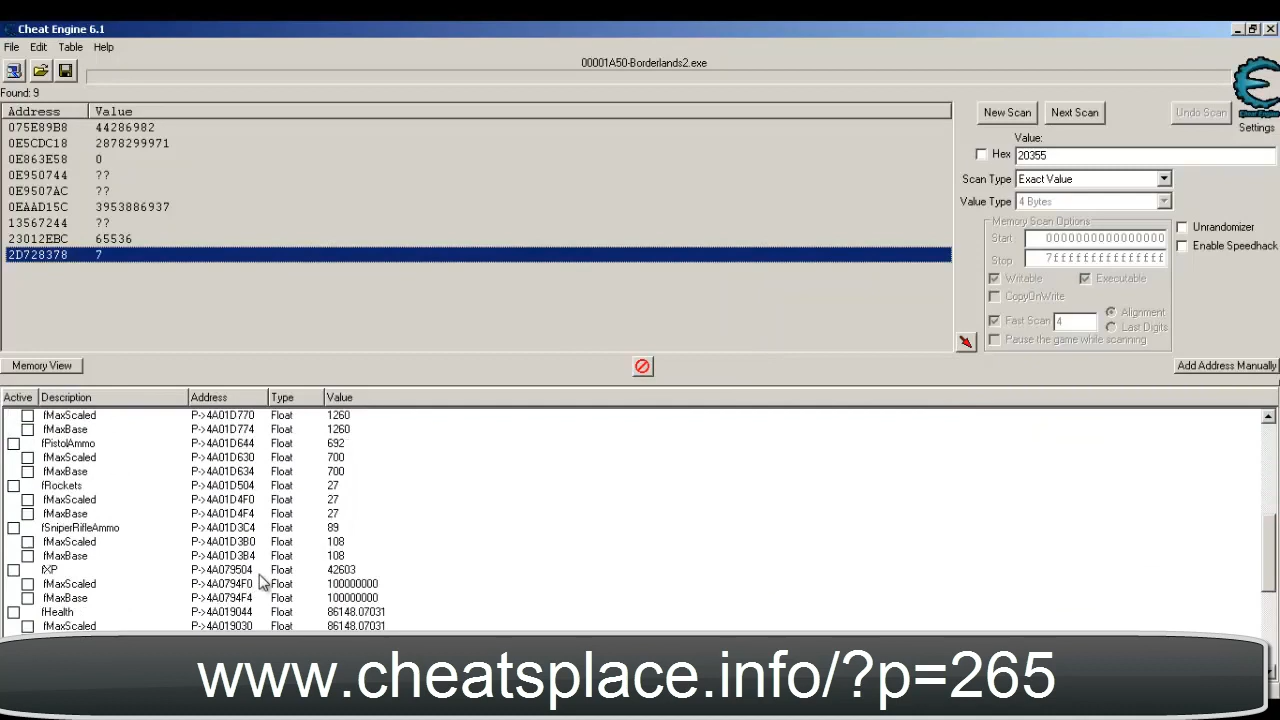 Cheat Engine 6.1
File Edit Table Help
00001A50-Borderlands2.exe
Found: 9
Address Value
075E89B8 44286982
0E5CDC18 2878299971
0E863E58 0
0E950744 ??
0E9507AC ??
0EAAD15C 3953886937
13567244 ??
23012EBC 65536
2D728378 7
New Scan Next Scan Undo Scan
Cheat Engine
Settings
Value:
Hex 20355
Scan Type Exact Value
Value Type 4 Bytes
Memory Scan Options
Start 0000000000000000
Stop 7fffffffffffffff
Writable Executable
CopyOnWrite
Fast Scan 4 Alignment
Last Digits
Pause the game while scanning
Unrandomizer
Enable Speedhack
Memory View Add Address Manually
Active Description Address Type Value
fMaxScaled P->4A01D770 Float 1260
fMaxBase P->4A01D774 Float 1260
fPistolAmmo P->4A01D644 Float 692
fMaxScaled P->4A01D630 Float 700
fMaxBase P->4A01D634 Float 700
fRockets P->4A01D504 Float 27
fMaxScaled P->4A01D4F0 Float 27
fMaxBase P->4A01D4F4 Float 27
fSniperRifleAmmo P->4A01D3C4 Float 89
fMaxScaled P->4A01D3B0 Float 108
fMaxBase P->4A01D3B4 Float 108
fXP P->4A079504 Float 42603
fMaxScaled P->4A0794F0 Float 100000000
fMaxBase P->4A0794F4 Float 100000000
fHealth P->4A019044 Float 86148.07031
fMaxScaled P->4A019030 Float 86148.07031
www.cheatsplace.info/?p=265